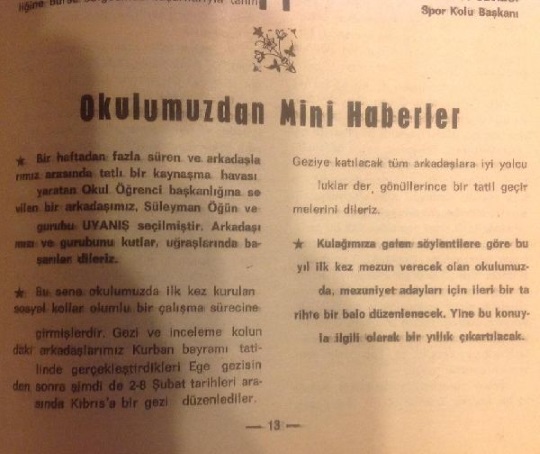 Spor Kolu Başkanı
Okulumuzdan Mini Haberler
★ Bir haftadan fazla süren ve arkadaşla
rımız arasında tatlı bir kaynaşma havası
yaratan Okul Öğrenci başkanlığına se
vilen bir arkadaşımız, Süleyman Öğün ve
gurubu UYANIŞ seçilmiştir. Arkadaşı
mızı ve gurubunu kutlar, uğraşlarında ba-
şarılar dileriz.
★ Bu sene okulumuzda ilk kez kurulan
sosyal kollar olumlu bir çalışma sürecine
girmişlerdir. Gezi ve inceleme kolun
daki arkadaşlarımız Kurban bayramı tati-
linde gerçekleştirdikleri Ege gezisin
den sonra şimdi de 2-8 Şubat tarihleri ara-
sında Kıbrıs'a bir gezi düzenlediler.
Geziye katılacak tüm arkadaşlara iyi yolcu
luklar der, gönüllerince bir tatil geçir
melerini dileriz.
★ Kulağımıza gelen söylentilere göre bu
yıl ilk kez mezun verecek olan okulumuz-
da, mezuniyet adayları için ileri bir ta
rihte bir balo düzenlenecek. Yine bu konuy-
la ilgili olarak bir yıllık çıkartılacak.
— 13 —